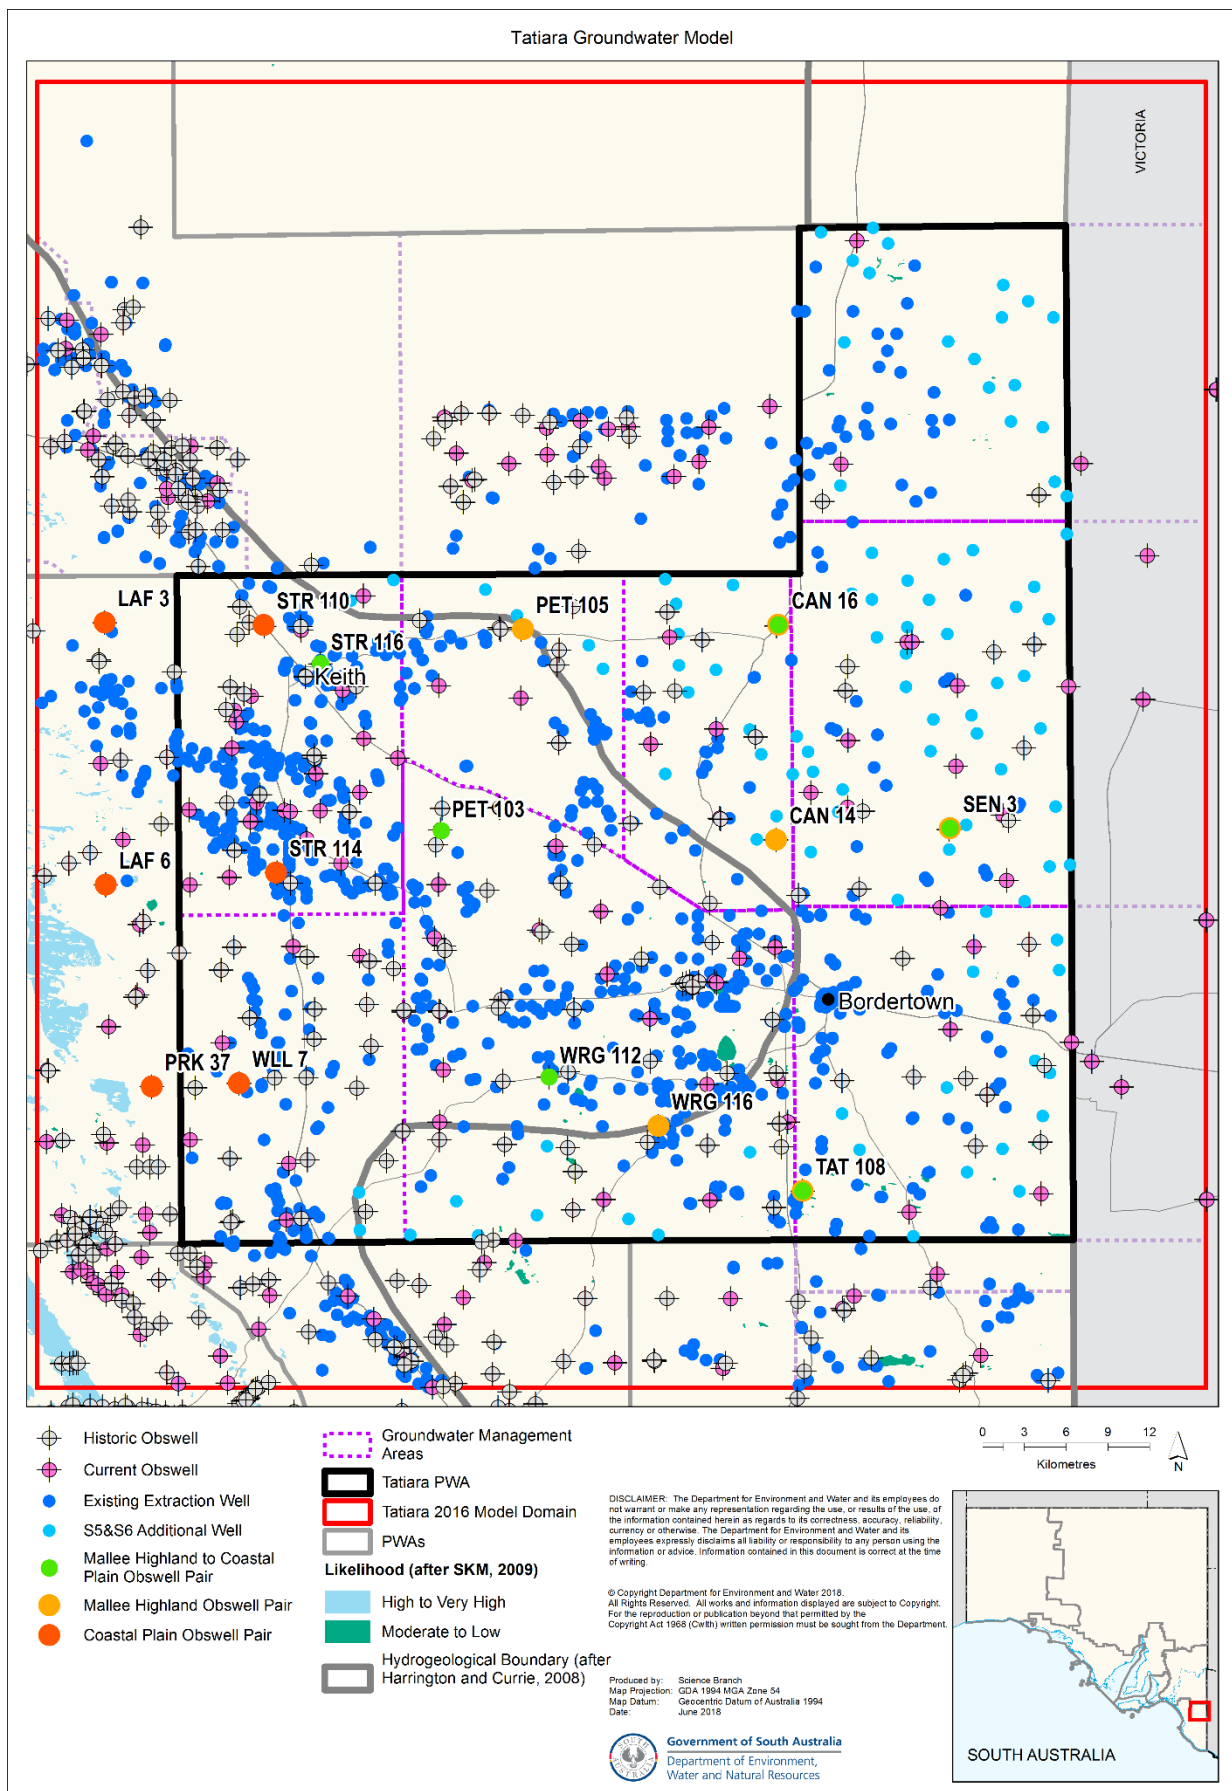 Tatiara Groundwater Model
VICTORIA
LAF 3
STR 110
PET 105
CAN 16
STR 116
Keith
PET 103
CAN 14
SEN 3
STR 114
LAF 6
Bordertown
PRK 37
WLL 7
WRG 112
WRG 116
TAT 108
Historic Obswell
Current Obswell
Existing Extraction Well
S5&S6 Additional Well
Mallee Highland to Coastal
Plain Obswell Pair
Mallee Highland Obswell Pair
Coastal Plain Obswell Pair
Groundwater Management
Areas
Tatiara PWA
Tatiara 2016 Model Domain
PWAs
Likelihood (after SKM, 2009)
High to Very High
Moderate to Low
Hydrogeological Boundary (after
Harrington and Currie, 2008)
0 3 6 9 12
Kilometres
N
DISCLAIMER: The Department for Environment and Water and its employees do
not warrant or make any representation regarding the use, or results of the use, of
the information contained herein as regards to its correctness, accuracy, reliability,
currency or otherwise. The Department for Environment and Water and its
employees expressly disclaims all liability or responsibility to any person using the
information or advice. Information contained in this document is correct at the time
of writing.
© Copyright Department for Environment and Water 2018.
All Rights Reserved. All works and information displayed are subject to Copyright.
For the reproduction or publication beyond that permitted by the
Copyright Act 1968 (Cwlth) written permission must be sought from the Department.
Produced by: Science Branch
Map Projection: GDA 1994 MGA Zone 54
Map Datum: Geocentric Datum of Australia 1994
Date: June 2018
Government of South Australia
Department of Environment,
Water and Natural Resources
SOUTH AUSTRALIA